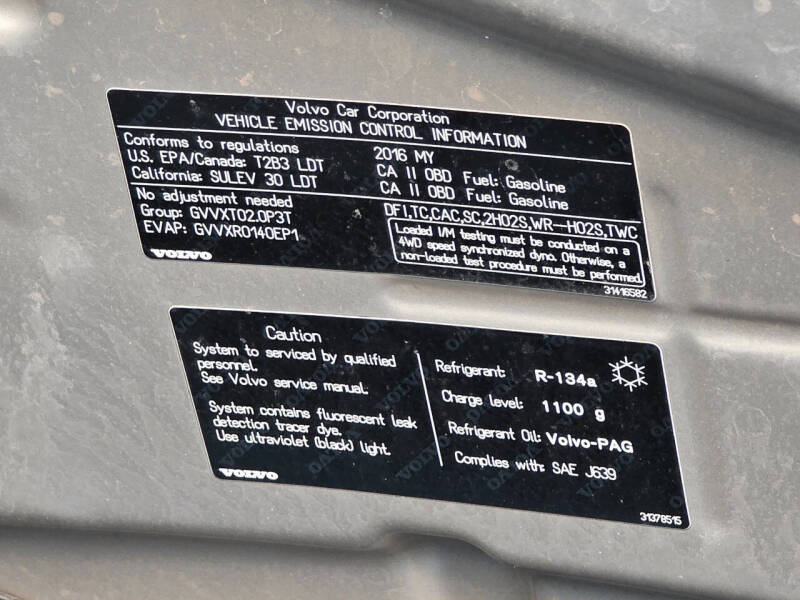 Volvo Car Corporation
VEHICLE EMISSION CONTROL INFORMATION
Conforms to regulations 2016 MY
U.S. EPA/Canada: T2B3 LDT CA II OBD Fuel: Gasoline
California: SULEV 30 LDT CA II OBD Fuel: Gasoline
No adjustment needed
Group: GVVXT02.0P3T
EVAP: GVVXR0140EP1
VOLVO
DFI,TC,CAC,SC,2HO2S,WR-HO2S,TWC
Loaded I/M testing must be conducted on a
4WD speed synchronized dyno. Otherwise, a
non-loaded test procedure must be performed.
31416582
Caution
System to serviced by qualified
personnel.
See Volvo service manual.
System contains fluorescent leak
detection tracer dye.
Use ultraviolet (black) light.
VOLVO
Refrigerant: R-134a
Charge level: 1100 g
Refrigerant Oil: Volvo-PAG
Complies with: SAE J639
31378515